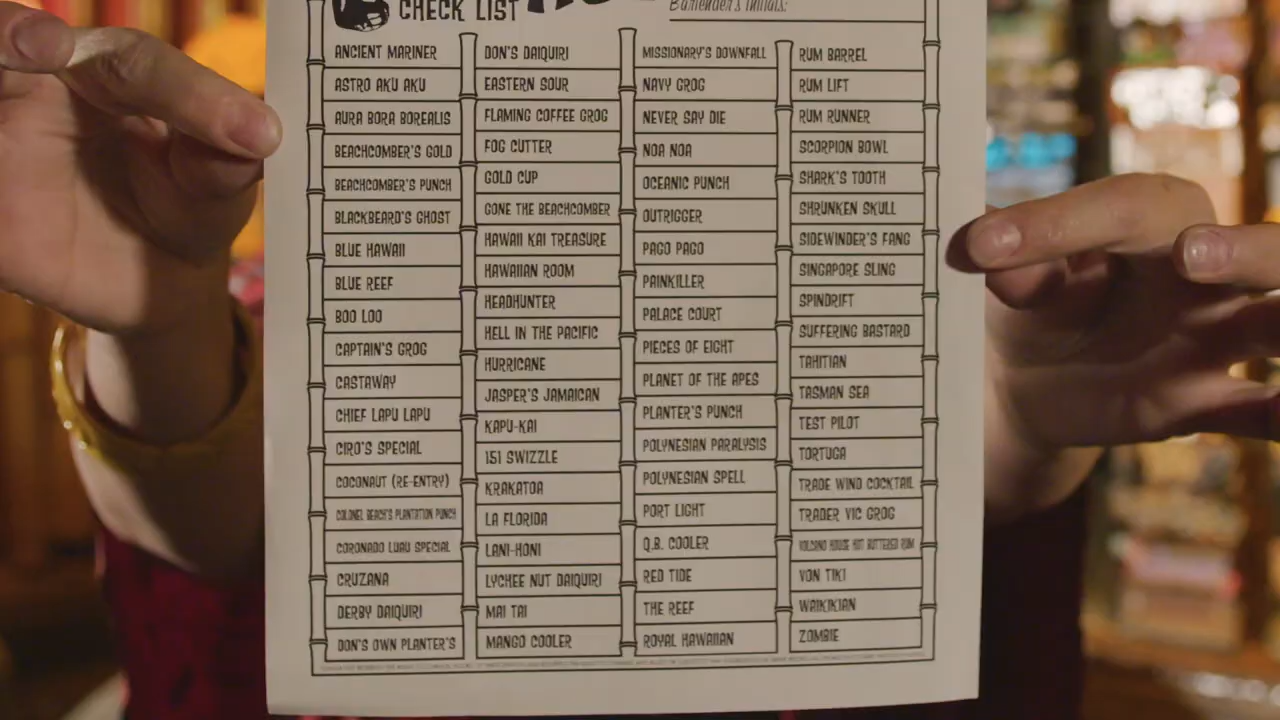 CHECK LIST
Bartender's Initials:
ANCIENT MARINER
ASTRO AKU AKU
AURA BORA BOREALIS
BEACHCOMBER'S GOLD
BEACHCOMBER'S PUNCH
BLACKBEARD'S GHOST
BLUE HAWAII
BLUE REEF
BOO LOO
CAPTAIN'S GROG
CASTAWAY
CHIEF LAPU LAPU
CIRO'S SPECIAL
COCONAUT (RE-ENTRY)
COLONEL BEACH'S PLANTATION PUNCH
CORONADO LUAU SPECIAL
CRUZANA
DERBY DAIQUIRI
DON'S OWN PLANTER'S
DON'S DAIQUIRI
EASTERN SOUR
FLAMING COFFEE GROG
FOG CUTTER
GOLD CUP
GONE THE BEACHCOMBER
HAWAII KAI TREASURE
HAWAIIAN ROOM
HEADHUNTER
HELL IN THE PACIFIC
HURRICANE
JASPER'S JAMAICAN
KAPU-KAI
151 SWIZZLE
KRAKATOA
LA FLORIDA
LANI-HONI
LYCHEE NUT DAIQUIRI
MAI TAI
MANGO COOLER
MISSIONARY'S DOWNFALL
NAVY GROG
NEVER SAY DIE
NOA NOA
OCEANIC PUNCH
OUTRIGGER
PAGO PAGO
PAINKILLER
PALACE COURT
PIECES OF EIGHT
PLANET OF THE APES
PLANTER'S PUNCH
POLYNESIAN PARALYSIS
POLYNESIAN SPELL
PORT LIGHT
Q.B. COOLER
RED TIDE
THE REEF
ROYAL HAWAIIAN
RUM BARREL
RUM LIFT
RUM RUNNER
SCORPION BOWL
SHARK'S TOOTH
SHRUNKEN SKULL
SIDEWINDER'S FANG
SINGAPORE SLING
SPINDRIFT
SUFFERING BASTARD
TAHITIAN
TASMAN SEA
TEST PILOT
TORTUGA
TRADE WIND COCKTAIL
TRADER VIC GROG
VOLCANO HOUSE HOT BUTTERED RUM
VON TIKI
WAIKIKIAN
ZOMBIE